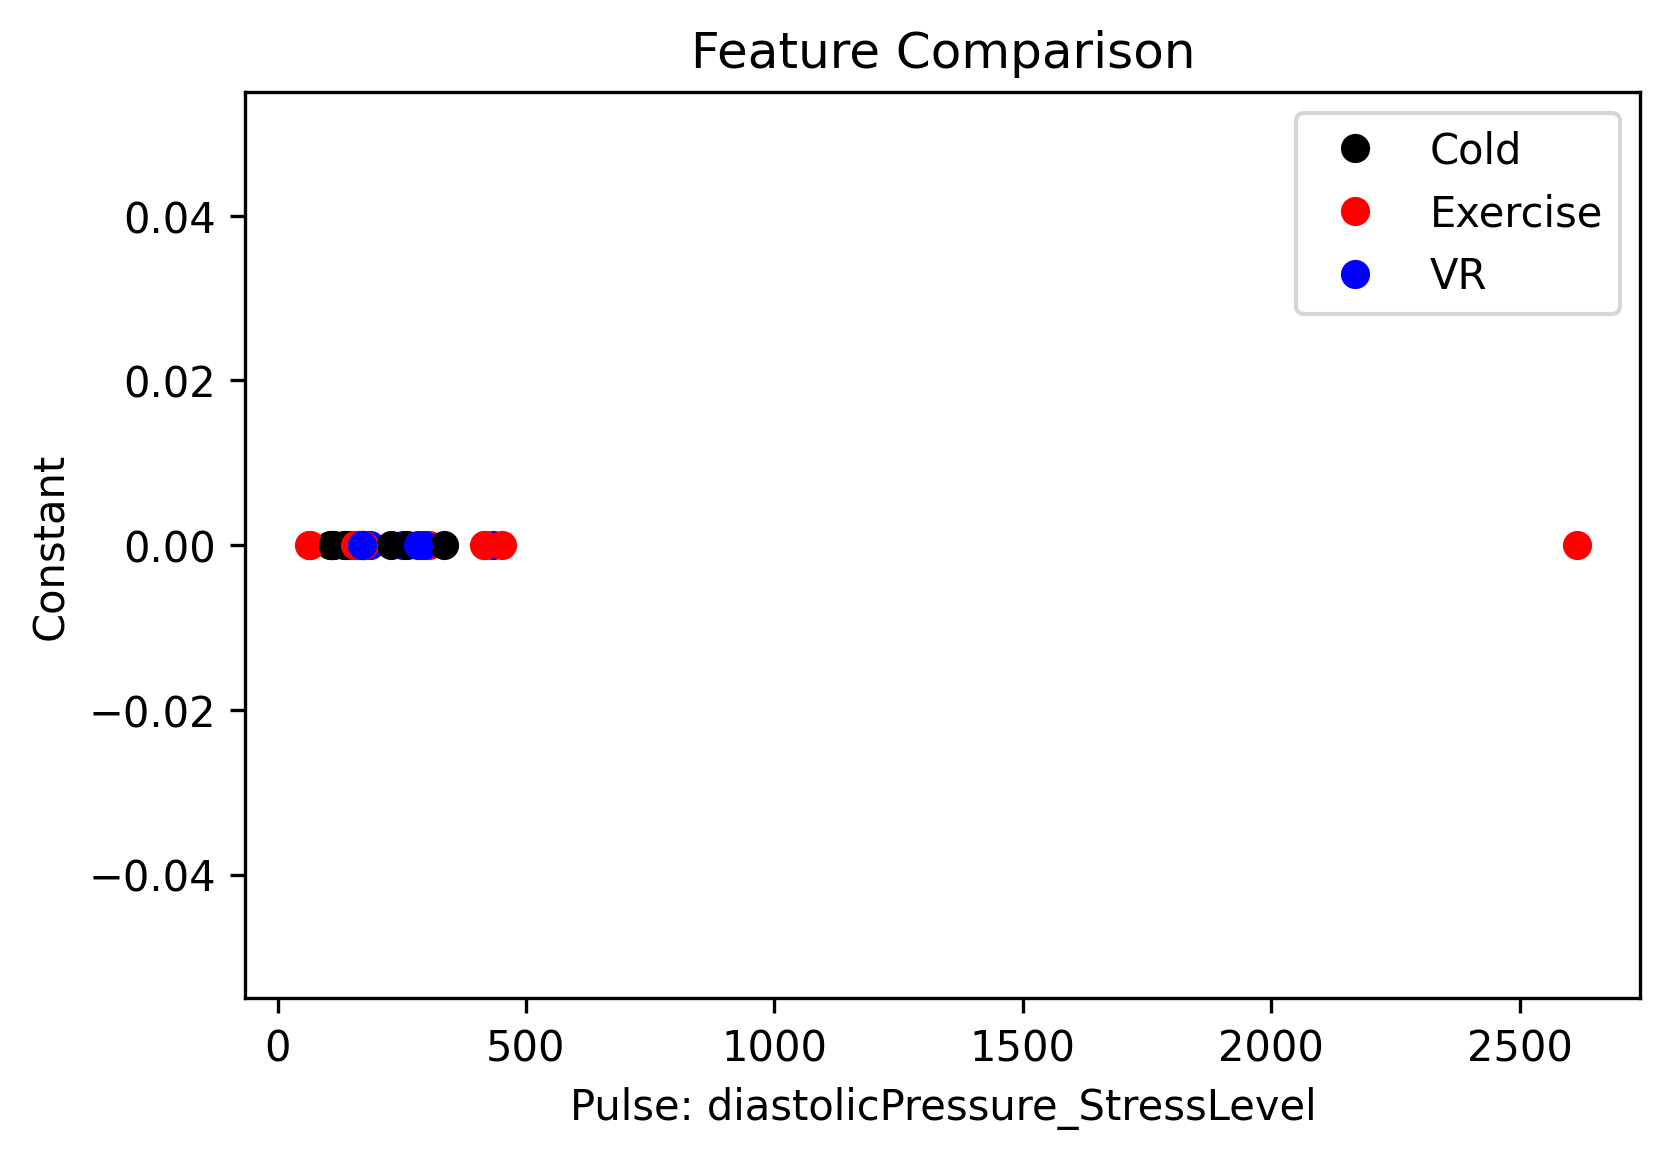 Feature Comparison
Cold
Exercise
VR
0.04
0.02
0.00
−0.02
−0.04
Constant
0 500 1000 1500 2000 2500
Pulse: diastolicPressure_StressLevel